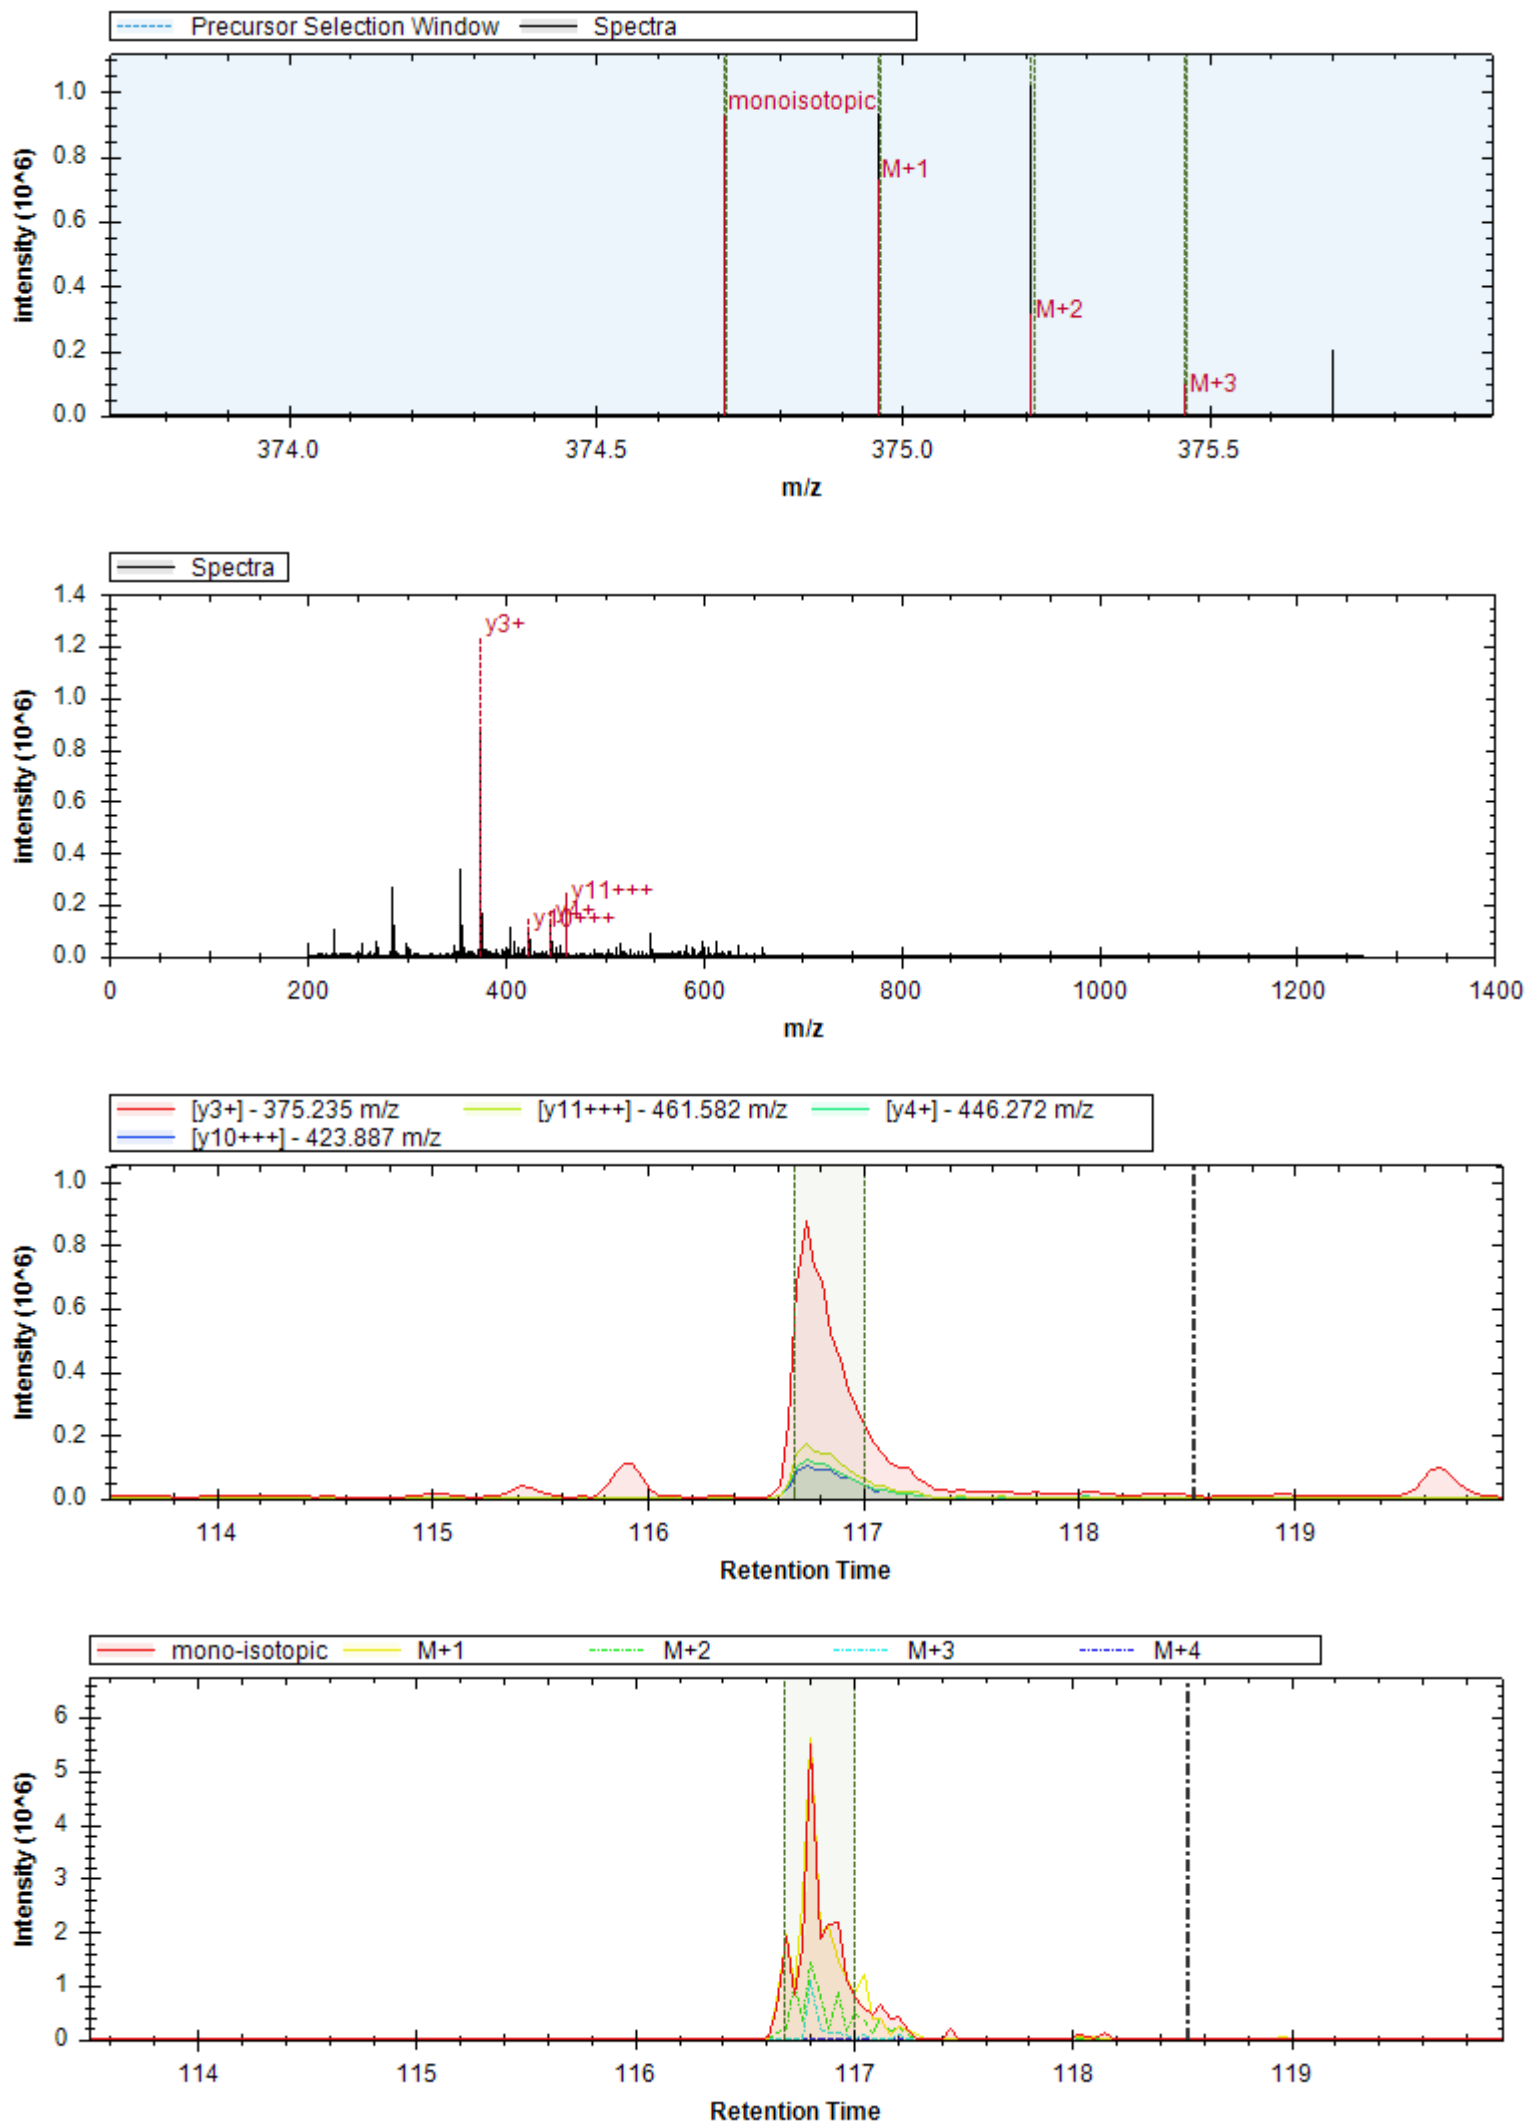 Precursor Selection Window Spectra
intensity (10^6)
1.0
0.8
0.6
0.4
0.2
0.0
monoisotopic
M+1
M+2
M+3
374.0 374.5 375.0 375.5
m/z
Spectra
intensity (10^6)
1.4
1.2
1.0
0.8
0.6
0.4
0.2
0.0
y3+
y11+++
y4+
y10+++
0 200 400 600 800 1000 1200 1400
m/z
[y3+] - 375.235 m/z [y11+++] - 461.582 m/z [y4+] - 446.272 m/z
[y10+++] - 423.887 m/z
Intensity (10^6)
1.0
0.8
0.6
0.4
0.2
0.0
114 115 116 117 118 119
Retention Time
mono-isotopic M+1 M+2 M+3 M+4
Intensity (10^6)
6
5
4
3
2
1
0
114 115 116 117 118 119
Retention Time